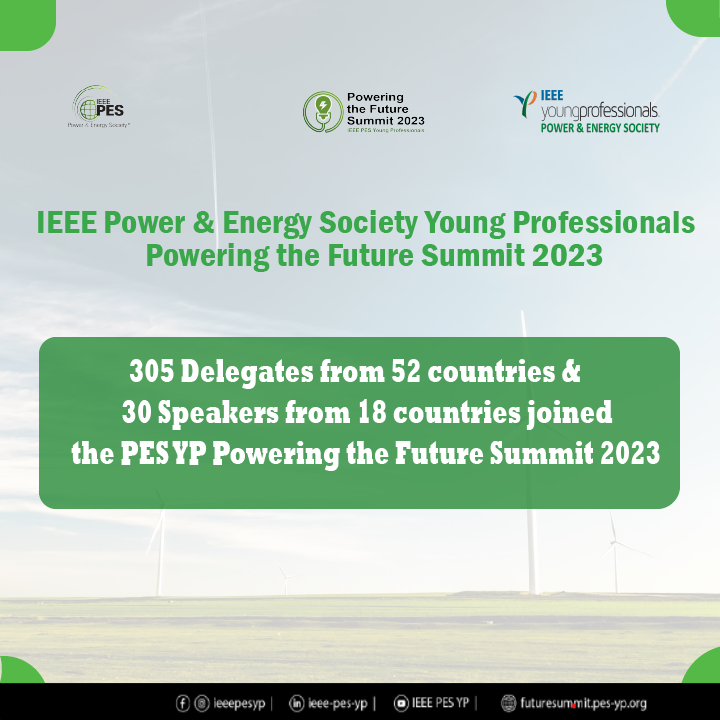 IEEE
PES
Power & Energy Society™
Powering
the Future
Summit 2023
IEEE PES Young Professionals
IEEE
youngprofessionals
POWER & ENERGY SOCIETY
IEEE Power & Energy Society Young Professionals
Powering the Future Summit 2023
305 Delegates from 52 countries &
30 Speakers from 18 countries joined
the PES YP Powering the Future Summit 2023
ieeepesyp | ieee-pes-yp | IEEE PES YP | futuresummit.pes-yp.org